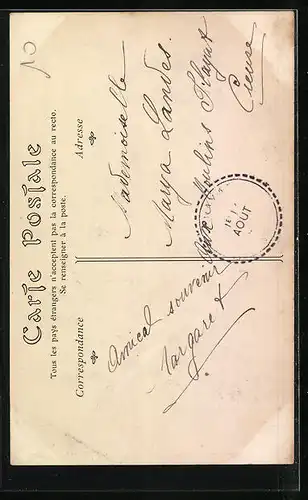 10
Carte Postale
Tous les pays étrangers n'acceptent pas la correspondance au recto.
Se renseigner à la poste.
Correspondance
Adresse
Amical souvenir
Margaret
Mademoiselle
Landes.
Moulins
Creuse
AOUT